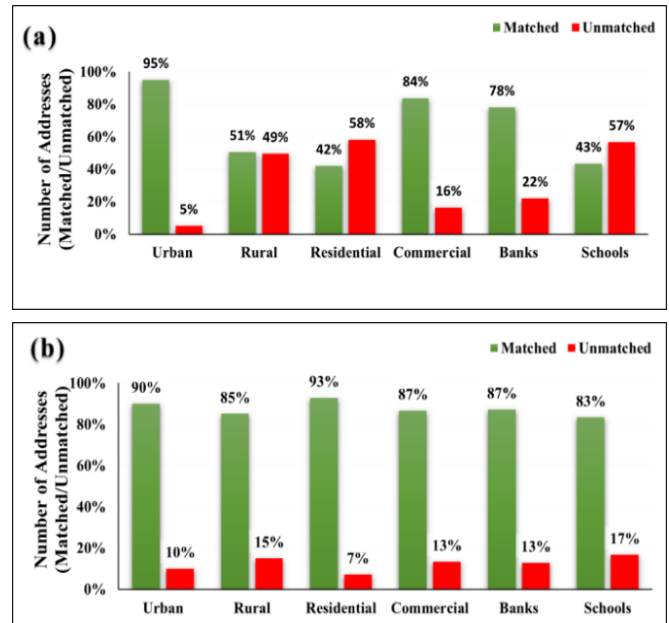 (a)
Matched Unmatched
Number of Addresses
(Matched/Unmatched)
100%
80%
60%
40%
20%
0%
95% 5% 51% 49% 42% 58% 84% 16% 78% 22% 43% 57%
Urban Rural Residential Commercial Banks Schools
(b)
Matched Unmatched
Number of Addresses
(Matched/Unmatched)
100%
80%
60%
40%
20%
0%
90% 10% 85% 15% 93% 7% 87% 13% 87% 13% 83% 17%
Urban Rural Residential Commercial Banks Schools